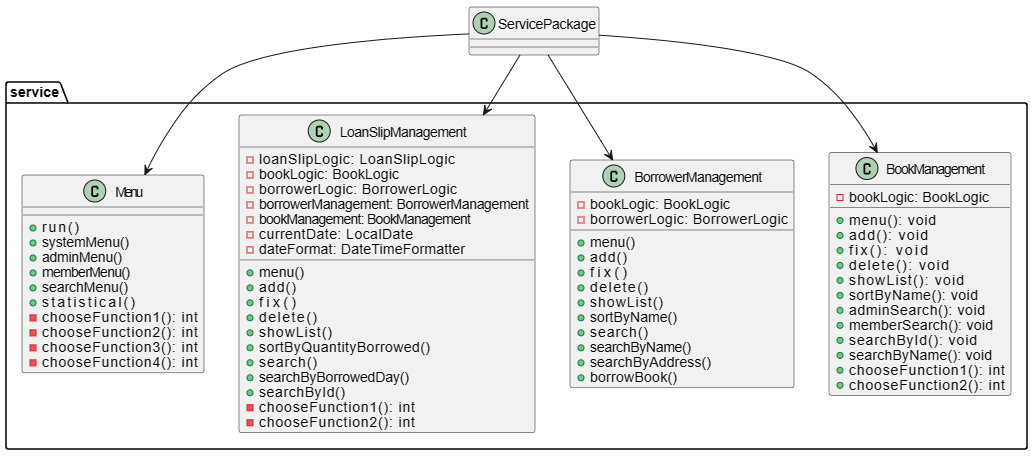 C ServicePackage
service
C Menu
run()
systemMenu()
adminMenu()
memberMenu()
searchMenu()
statistical()
chooseFunction1(): int
chooseFunction2(): int
chooseFunction3(): int
chooseFunction4(): int
C LoanSlipManagement
loanSlipLogic: LoanSlipLogic
bookLogic: BookLogic
borrowerLogic: BorrowerLogic
borrowerManagement: BorrowerManagement
bookManagement: BookManagement
currentDate: LocalDate
dateFormat: DateTimeFormatter
menu()
add()
fix()
delete()
showList()
sortByQuantityBorrowed()
search()
searchByBorrowedDay()
searchById()
chooseFunction1(): int
chooseFunction2(): int
C BorrowerManagement
bookLogic: BookLogic
borrowerLogic: BorrowerLogic
menu()
add()
fix()
delete()
showList()
sortByName()
search()
searchByName()
searchByAddress()
borrowBook()
C BookManagement
bookLogic: BookLogic
menu(): void
add(): void
fix(): void
delete(): void
showList(): void
sortByName(): void
adminSearch(): void
memberSearch(): void
searchById(): void
searchByName(): void
chooseFunction1(): int
chooseFunction2(): int